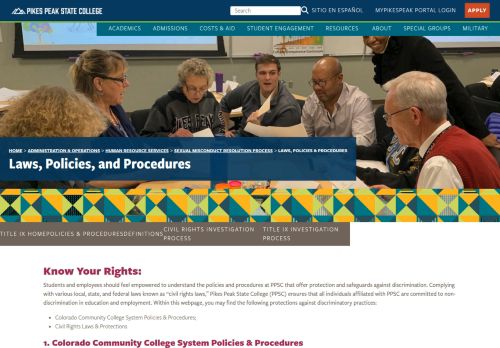 PIKES PEAK STATE COLLEGE
Search
SITIO EN ESPAÑOL
MYPIKESPEAK PORTAL LOGIN
APPLY
ACADEMICS ADMISSIONS COSTS & AID STUDENT ENGAGEMENT RESOURCES ABOUT SPECIAL GROUPS MILITARY
HOME > ADMINISTRATION & OPERATIONS > HUMAN RESOURCE SERVICES > SEXUAL MISCONDUCT RESOLUTION PROCESS > LAWS, POLICIES & PROCEDURES
Laws, Policies, and Procedures
TITLE IX HOME
POLICIES & PROCEDURES
DEFINITIONS
CIVIL RIGHTS INVESTIGATION
PROCESS
TITLE IX INVESTIGATION
PROCESS
Know Your Rights:
Students and employees should feel empowered to understand the policies and procedures at PPSC that offer protection and safeguards against discrimination. Complying
with various local, state, and federal laws known as “civil rights laws,” Pikes Peak State College (PPSC) ensures that all individuals affiliated with PPSC are committed to non-
discrimination in education and employment. Within this webpage, you may find the following protections against discriminatory practices:
• Colorado Community College System Policies & Procedures;
• Civil Rights Laws & Protections
1. Colorado Community College System Policies & Procedures